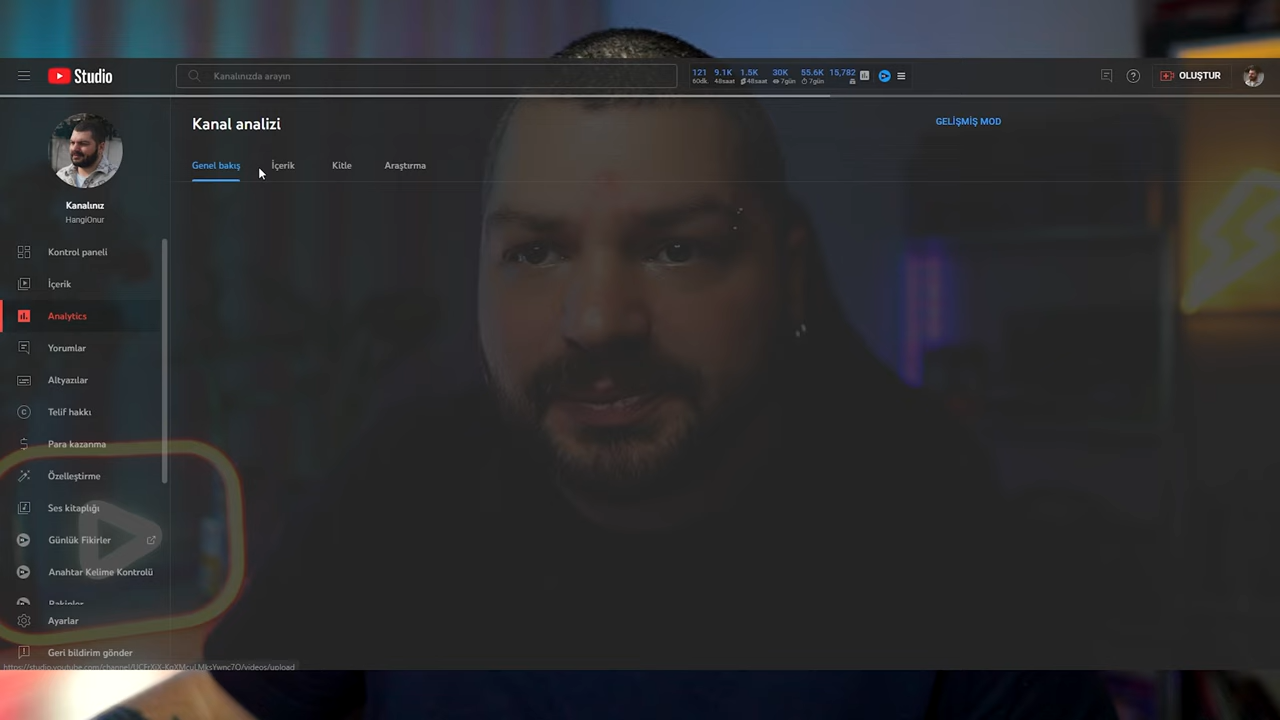 Studio
Kanalınızda arayın
121 9.1K 1.5K 30K 55.6K 15,782
60dk. 48saat 48saat 7gün 7gün
OLUŞTUR
Kanal analizi
GELİŞMİŞ MOD
Genel bakış İçerik Kitle Araştırma
Kanalınız
HangiOnur
Kontrol paneli
İçerik
Analytics
Yorumlar
Altyazılar
Telif hakkı
Para kazanma
Özelleştirme
Ses kitaplığı
Günlük Fikirler
Anahtar Kelime Kontrolü
Rakipler
Ayarlar
Geri bildirim gönder